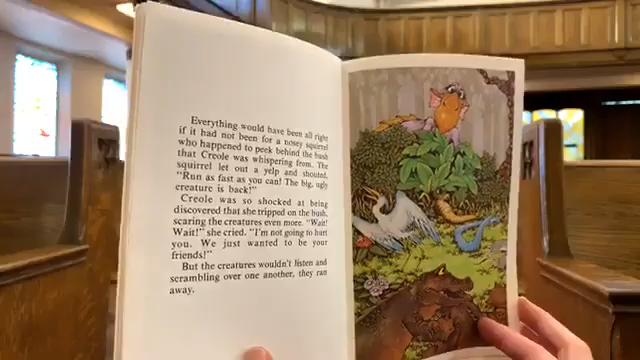 Everything would have been all right
if it had not been for a nosey squirrel
who happened to peek behind the bush
that Creole was whispering from. The
squirrel let out a yelp and shouted,
"Run as fast as you can! The big, ugly
creature is back!"
Creole was so shocked at being
discovered that she tripped on the bush,
scaring the creatures even more. "Wait!
Wait!" she cried. "I'm not going to hurt
you. We just wanted to be your
friends!"
But the creatures wouldn't listen and
scrambling over one another, they ran
away.